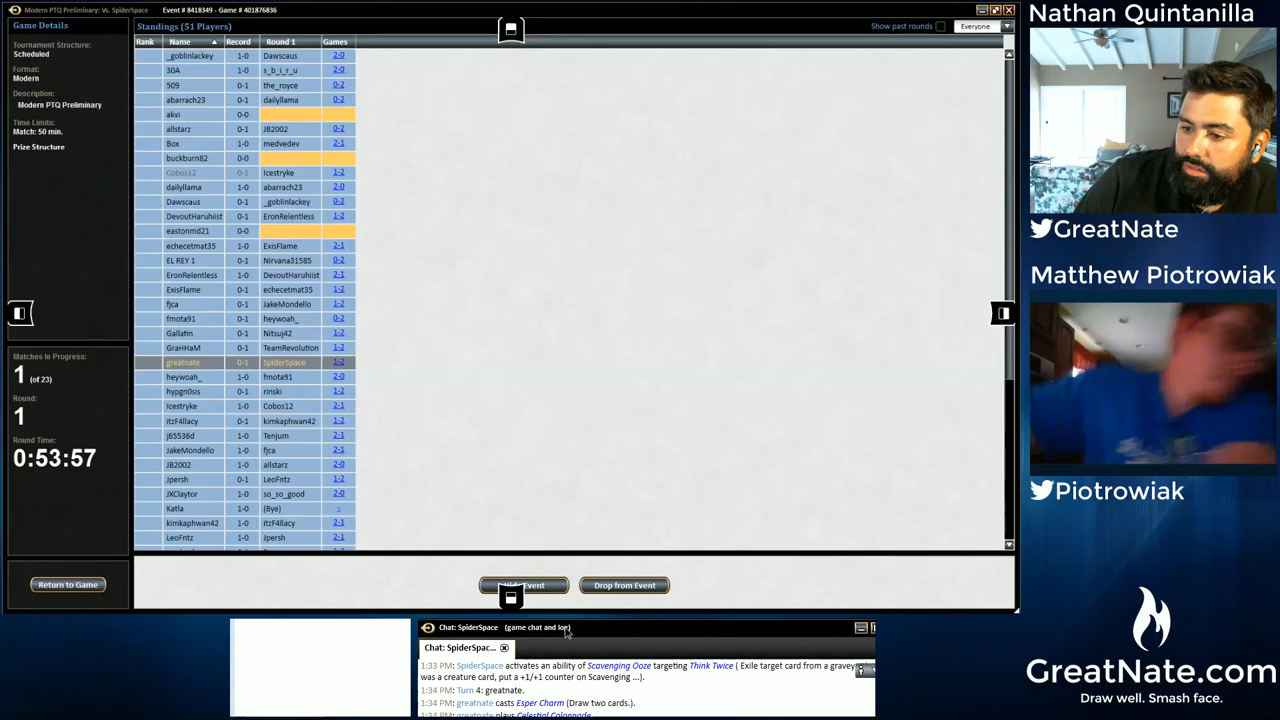 Modern PTQ Preliminary: Vs. SpiderSpace Event # 8418349 - Game # 401876836
Game Details
Tournament Structure:
Scheduled
Format:
Modern
Description:
Modern PTQ Preliminary
Time Limits:
Match: 50 min.
Prize Structure
Matches In Progress:
1 (of 23)
Round:
1
Round Time:
0:53:57
Return to Game
Standings (51 Players)
Show past rounds Everyone
Rank Name Record Round 1 Games
_goblinlackey 1-0 Dawscaus 2-0
30A 1-0 s_b_i_r_u 2-0
509 0-1 the_royce 0-2
abarrach23 0-1 dailyllama 0-2
akvi 0-0
allstarz 0-1 JB2002 0-2
Box 1-0 medvedev 2-1
buckburn82 0-0
Cobos12 0-1 Icestryke 1-2
dailyllama 1-0 abarrach23 2-0
Dawscaus 0-1 _goblinlackey 0-2
DevoutHaruhiist 0-1 EronRelentless 1-2
eastonmd21 0-0
echecetmat35 1-0 ExisFlame 2-1
EL REY 1 0-1 Nirvana31585 0-2
EronRelentless 1-0 DevoutHaruhiist 2-1
ExisFlame 0-1 echecetmat35 1-2
fjca 0-1 JakeMondello 1-2
fmota91 0-1 heywoah_ 0-2
Gallatin 0-1 Nitsuj42 1-2
GraHHaM 0-1 TeamRevolution 1-2
greatnate 0-1 SpiderSpace 1-2
heywoah_ 1-0 fmota91 2-0
hypgn0sis 0-1 rinski 1-2
Icestryke 1-0 Cobos12 2-1
itzF4llacy 0-1 kimkaphwan42 1-2
j65536d 1-0 Tenjum 2-1
JakeMondello 1-0 fjca 2-1
JB2002 1-0 allstarz 2-0
Jpersh 0-1 LeoFntz 1-2
JXClaytor 1-0 so_so_good 2-0
Katla 1-0 (Bye) -
kimkaphwan42 1-0 itzF4llacy 2-1
LeoFntz 1-0 Jpersh 2-1
Event Drop from Event
Chat: SpiderSpace (game chat and log)
Chat: SpiderSpac...
1:33 PM: SpiderSpace activates an ability of Scavenging Ooze targeting Think Twice ( Exile target card from a gravey
was a creature card, put a +1/+1 counter on Scavenging ...).
1:34 PM: Turn 4: greatnate.
1:34 PM: greatnate casts Esper Charm (Draw two cards.).
1:34 PM: greatnate plays Celestial Colonnade.
Nathan Quintanilla
GreatNate
Matthew Piotrowiak
Piotrowiak
GreatNate.com
Draw well. Smash face.